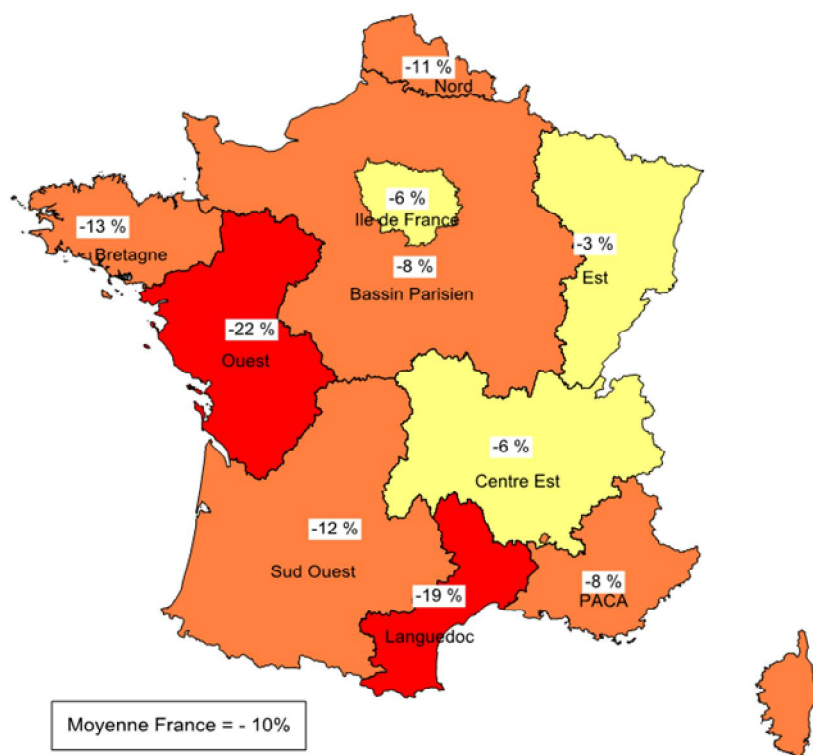 -11 %
Nord
-6 %
Ile de France
-13 %
Bretagne
-3 %
Est
-8 %
Bassin Parisien
-22 %
Ouest
-6 %
Centre Est
-12 %
Sud Ouest
-8 %
PACA
-19 %
Languedoc
Moyenne France = - 10%